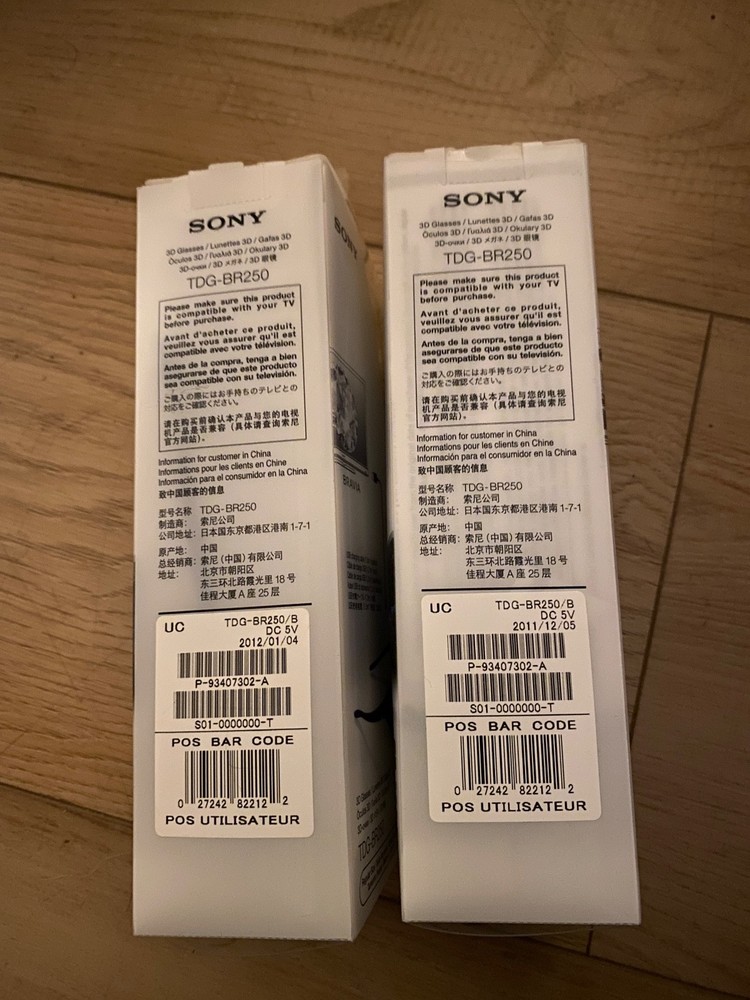 SONY
3D Glasses / Lunettes 3D / Gafas 3D
Óculos 3D / Γυαλιά 3D / Okulary 3D
3D-очки / 3D メガネ / 3D 眼镜
TDG-BR250
Please make sure this product
is compatible with your TV
before purchase.
Avant d'acheter ce produit,
veuillez vous assurer qu'il est
compatible avec votre télévision.
Antes de la compra, tenga a bien
asegurarse de que este producto
sea compatible con su televisión.
ご購入の際にはお手持ちのテレビとの
対応をご確認ください。
请在购买前确认本产品与您的电视
机产品是否兼容（具体请查询索尼
官方网站）。
Information for customer in China
Informations pour les clients en Chine
Información para el consumidor en la China
致中国顾客的信息
型号名称 TDG-BR250
制造商： 索尼公司
公司地址： 日本国东京都港区港南 1-7-1
原产地： 中国
总经销商： 索尼（中国）有限公司
地址： 北京市朝阳区
东三环北路霞光里 18 号
佳程大厦 A 座 25 层
UC TDG-BR250/B
DC 5V
2012/01/04
P-93407302-A
S01-0000000-T
POS BAR CODE
0 27242 82212 2
POS UTILISATEUR
SONY
BRAVIA
SONY
3D Glasses / Lunettes 3D / Gafas 3D
Óculos 3D / Γυαλιά 3D / Okulary 3D
3D-очки / 3D メガネ / 3D 眼镜
TDG-BR250
Please make sure this product
is compatible with your TV
before purchase.
Avant d'acheter ce produit,
veuillez vous assurer qu'il est
compatible avec votre télévision.
Antes de la compra, tenga a bien
asegurarse de que este producto
sea compatible con su televisión.
ご購入の際にはお手持ちのテレビとの
対応をご確認ください。
请在购买前确认本产品与您的电视
机产品是否兼容（具体请查询索尼
官方网站）。
Information for customer in China
Informations pour les clients en Chine
Información para el consumidor en la China
致中国顾客的信息
型号名称 TDG-BR250
制造商： 索尼公司
公司地址： 日本国东京都港区港南 1-7-1
原产地： 中国
总经销商： 索尼（中国）有限公司
地址： 北京市朝阳区
东三环北路霞光里 18 号
佳程大厦 A 座 25 层
UC TDG-BR250/B
DC 5V
2011/12/05
P-93407302-A
S01-0000000-T
POS BAR CODE
0 27242 82212 2
POS UTILISATEUR